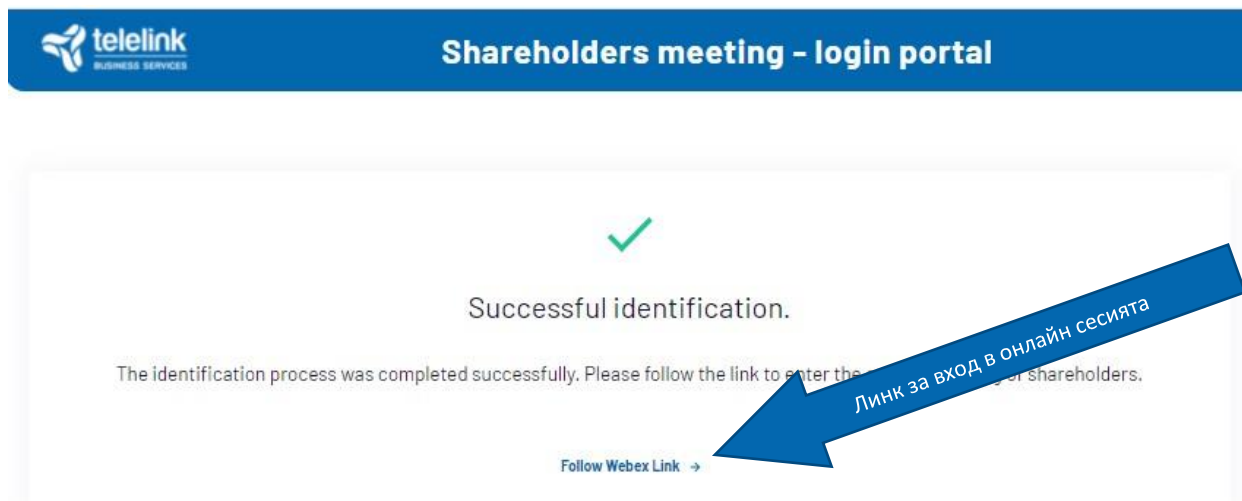 telelink
BUSINESS SERVICES
Shareholders meeting - login portal
Successful identification.
The identification process was completed successfully. Please follow the link to enter the of shareholders.
Линк за вход в онлайн сесията
Follow Webex Link →